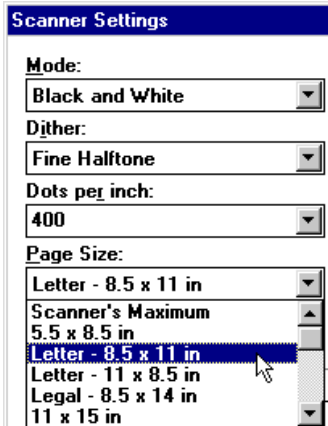 Scanner Settings
Mode:
Black and White
Dither:
Fine Halftone
Dots per inch:
400
Page Size:
Letter - 8.5 x 11 in
Scanner's Maximum
5.5 x 8.5 in
Letter - 8.5 x 11 in
Letter - 11 x 8.5 in
Legal - 8.5 x 14 in
11 x 15 in